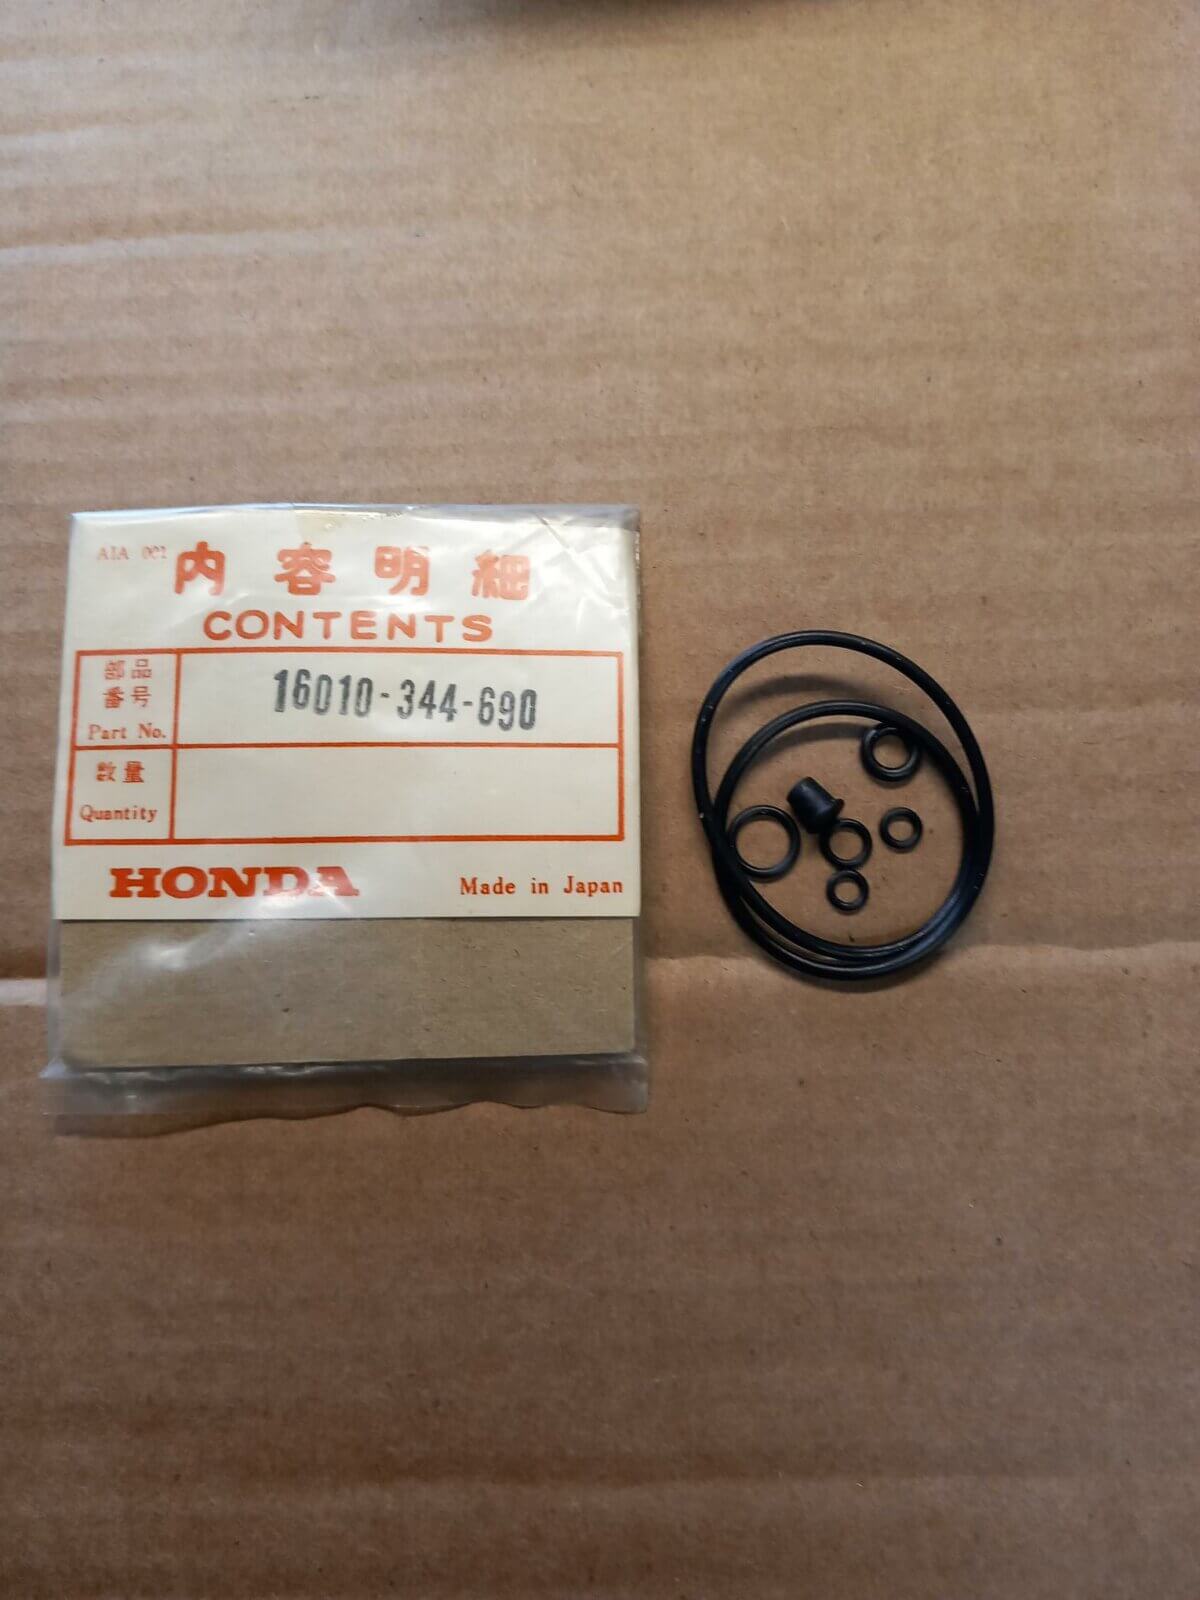 AIA 001
内容明細
CONTENTS
部品
番号
Part No.
16010-344-690
数量
Quantity
HONDA
Made in Japan